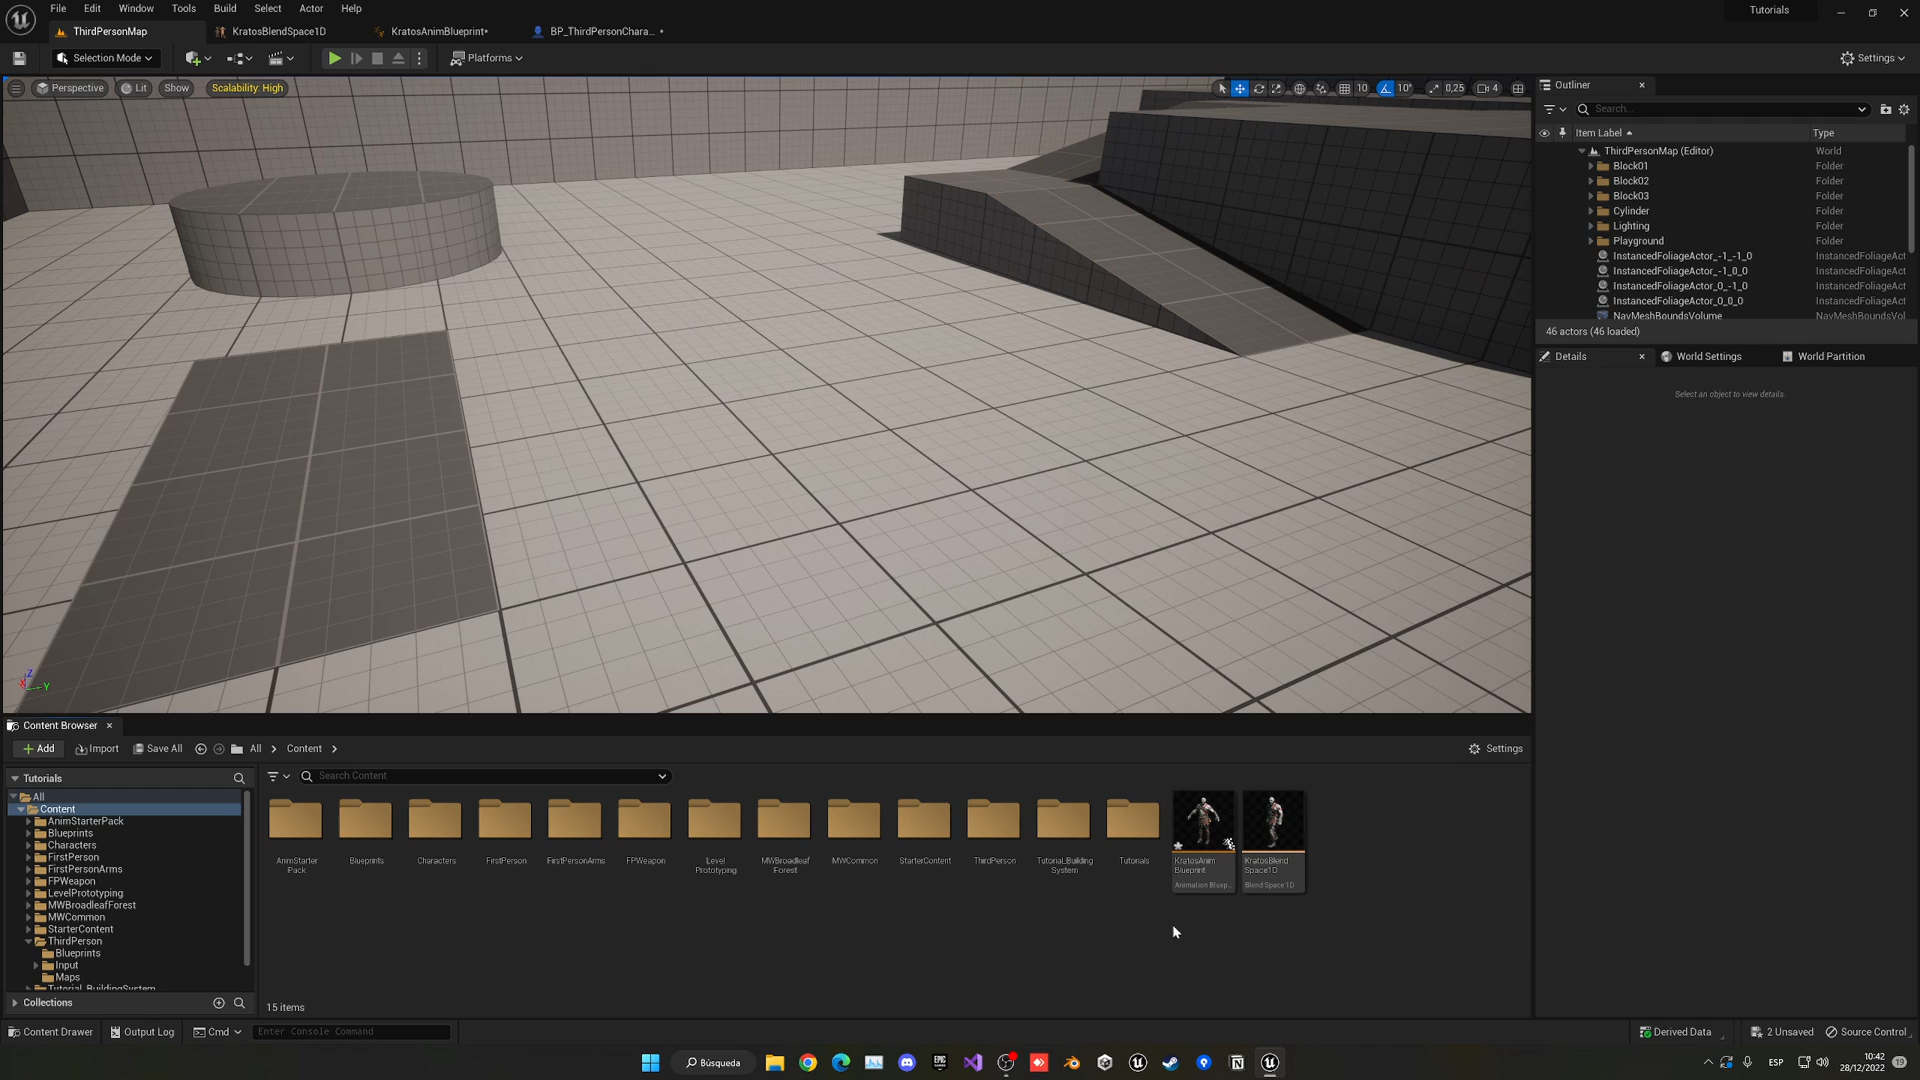 File Edit Window Tools Build Select Actor Help
Tutorials
ThirdPersonMap
KratosBlendSpace1D
KratosAnimBlueprint*
BP_ThirdPersonChara... *
Selection Mode
Platforms
Settings
Perspective
Lit
Show
Scalability: High
10
10°
0,25
4
Outliner
Search...
Item Label
Type
ThirdPersonMap (Editor) World
Block01 Folder
Block02 Folder
Block03 Folder
Cylinder Folder
Lighting Folder
Playground Folder
InstancedFoliageActor_-1_-1_0 InstancedFoliageAct
InstancedFoliageActor_-1_0_0 InstancedFoliageAct
InstancedFoliageActor_0_-1_0 InstancedFoliageAct
InstancedFoliageActor_0_0_0 InstancedFoliageAct
NavMeshBoundsVolume NavMeshBoundsVol
46 actors (46 loaded)
Details
World Settings
World Partition
Select an object to view details.
Z
X
Y
Content Browser
Add
Import
Save All
All
Content
Settings
Tutorials
Search Content
All
Content
AnimStarterPack
Blueprints
Characters
FirstPerson
FirstPersonArms
FPWeapon
LevelPrototyping
MWBroadleafForest
MWCommon
StarterContent
ThirdPerson
Blueprints
Input
Maps
Tutorial_BuildingSystem
Collections
AnimStarter
Pack
Blueprints
Characters
FirstPerson
FirstPersonArms
FPWeapon
Level
Prototyping
MWBroadleaf
Forest
MWCommon
StarterContent
ThirdPerson
Tutorial_Building
System
Tutorials
KratosAnim
Blueprint
Animation Bluep...
KratosBlend
Space1D
Blend Space 1D
15 items
Content Drawer
Output Log
Cmd
Enter Console Command
Derived Data
2 Unsaved
Source Control
Búsqueda
ESP
10:42
28/12/2022
19